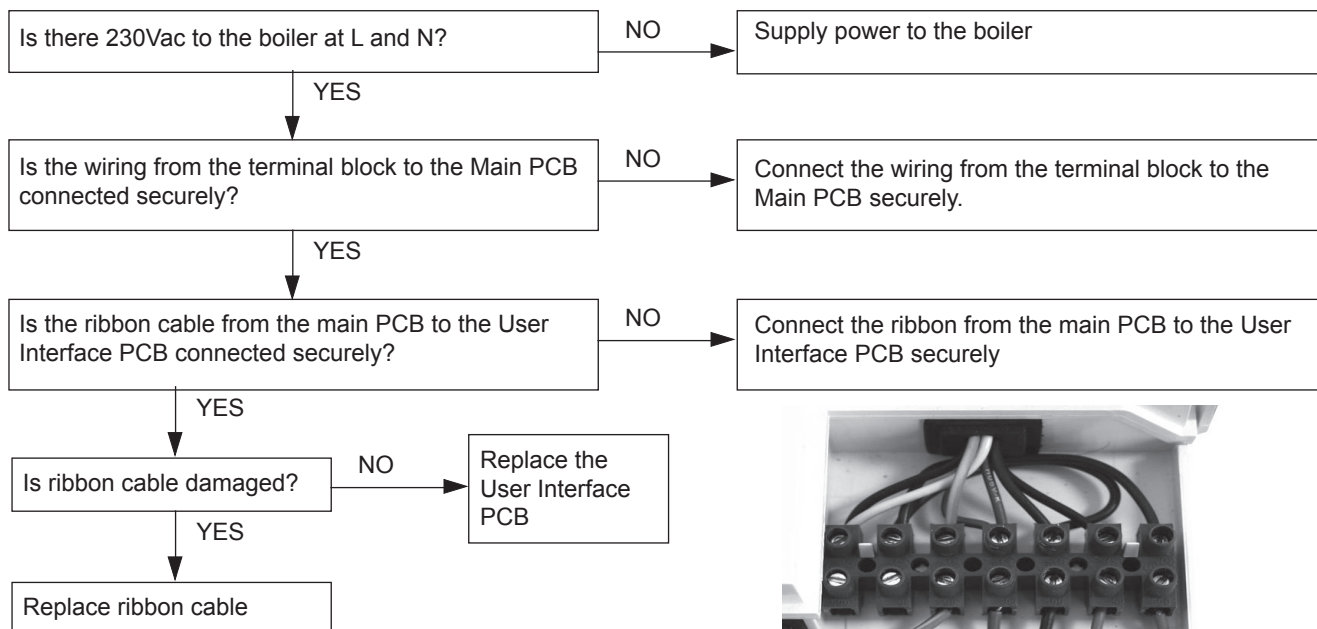 Is there 230Vac to the boiler at L and N?
NO
Supply power to the boiler
YES
Is the wiring from the terminal block to the Main PCB
connected securely?
NO
Connect the wiring from the terminal block to the
Main PCB securely.
YES
Is the ribbon cable from the main PCB to the User
Interface PCB connected securely?
NO
Connect the ribbon from the main PCB to the User
Interface PCB securely
YES
Is ribbon cable damaged?
NO
Replace the
User Interface
PCB
YES
Replace ribbon cable